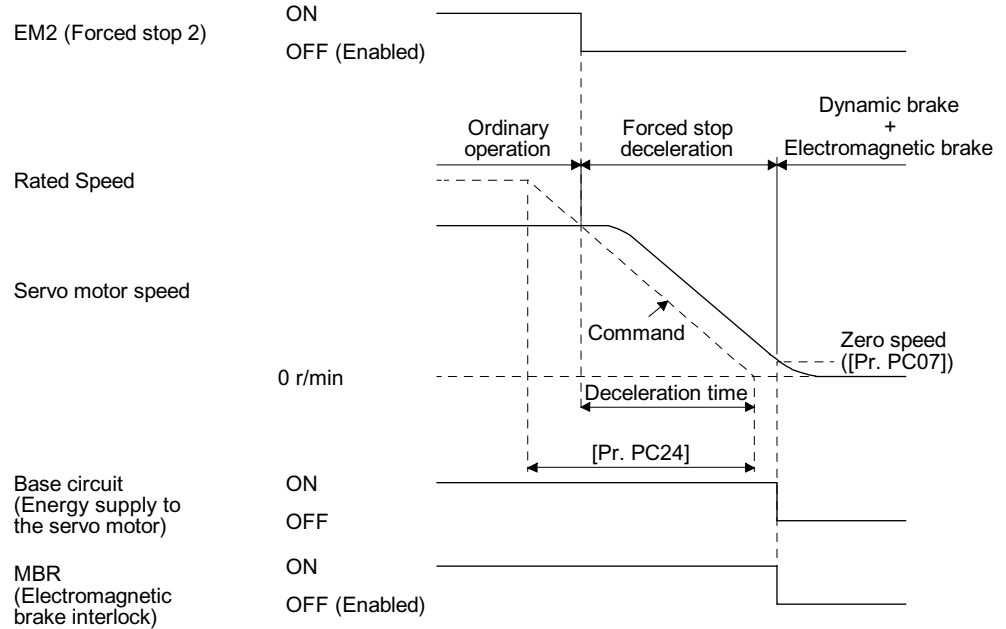 EM2 (Forced stop 2)
ON
OFF (Enabled)
Ordinary
operation
Forced stop
deceleration
Dynamic brake
+
Electromagnetic brake
Rated Speed
Servo motor speed
Command
Zero speed
([Pr. PC07])
0 r/min
Deceleration time
[Pr. PC24]
Base circuit
(Energy supply to
the servo motor)
ON
OFF
MBR
(Electromagnetic
brake interlock)
ON
OFF (Enabled)